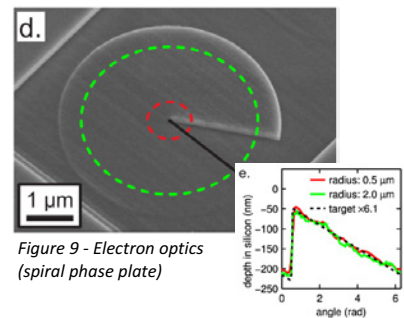 d.
1 µm
e.
radius: 0.5 µm
radius: 2.0 µm
target ×6.1
depth in silicon (nm)
0
−50
−100
−150
−200
−250
0 2 4 6
angle (rad)
Figure 9 - Electron optics
(spiral phase plate)